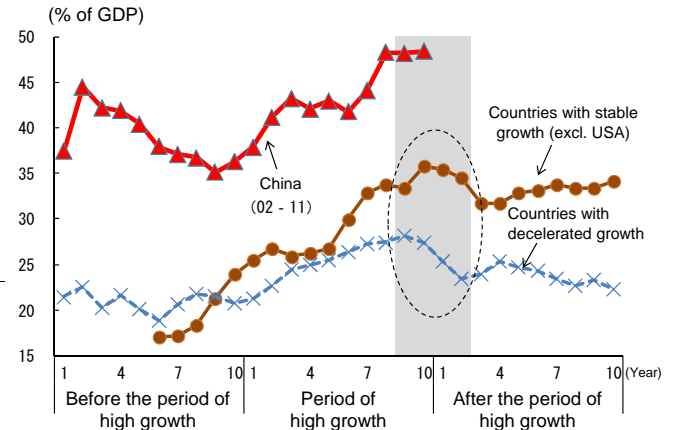 (% of GDP)
50
45
40
35
30
25
20
15
Countries with stable
growth (excl. USA)
China
(02 - 11)
Countries with
decelerated growth
1 4 7 10 1 4 7 10 1 4 7 10 (Year)
Before the period of
high growth
Period of
high growth
After the period of
high growth